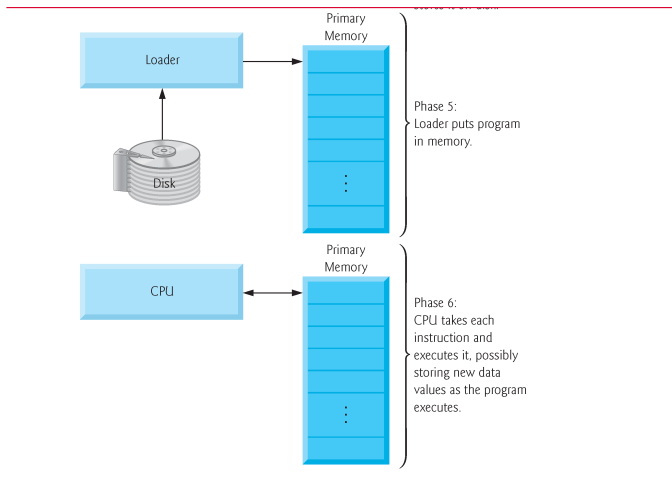 Primary
Memory
Loader
Disk
Phase 5:
Loader puts program
in memory.
Primary
Memory
CPU
Phase 6:
CPU takes each
instruction and
executes it, possibly
storing new data
values as the program
executes.